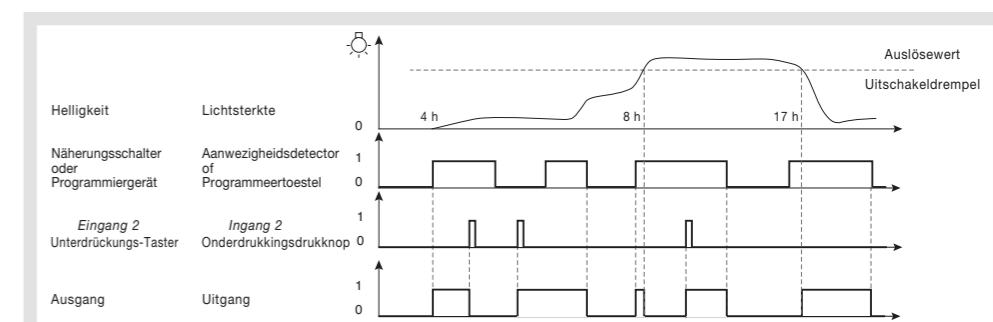 Auslösewert
Uitschakeldrempel
Helligkeit Lichtsterkte 0 4 h 8 h 17 h
Näherungsschalter Aanwezigheidsdetector 1
oder of
Programmiergerät Programmeertoestel 0
Eingang 2 Ingang 2 1
Unterdrückungs-Taster Onderdrukkingsdrukknop 0
1
Ausgang Uitgang
0